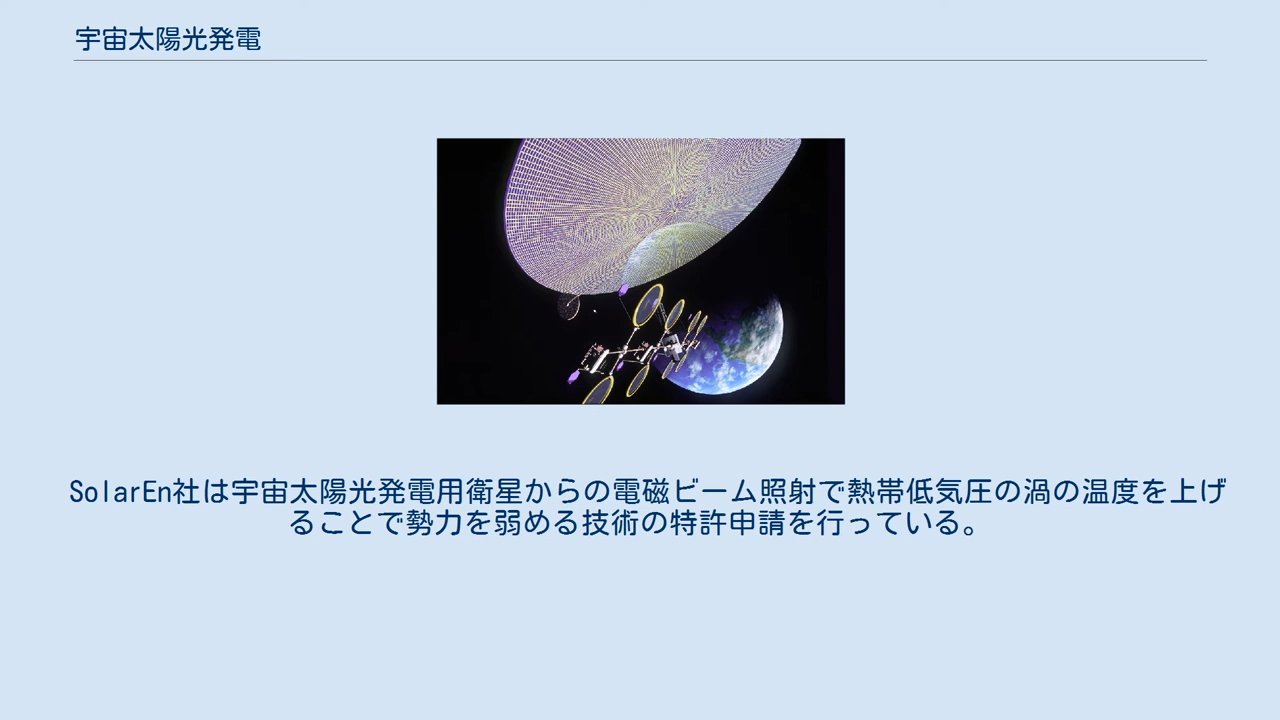 宇宙太陽光発電
SolarEn社は宇宙太陽光発電用衛星からの電磁ビーム照射で熱帯低気圧の渦の温度を上げ
ることで勢力を弱める技術の特許申請を行っている。